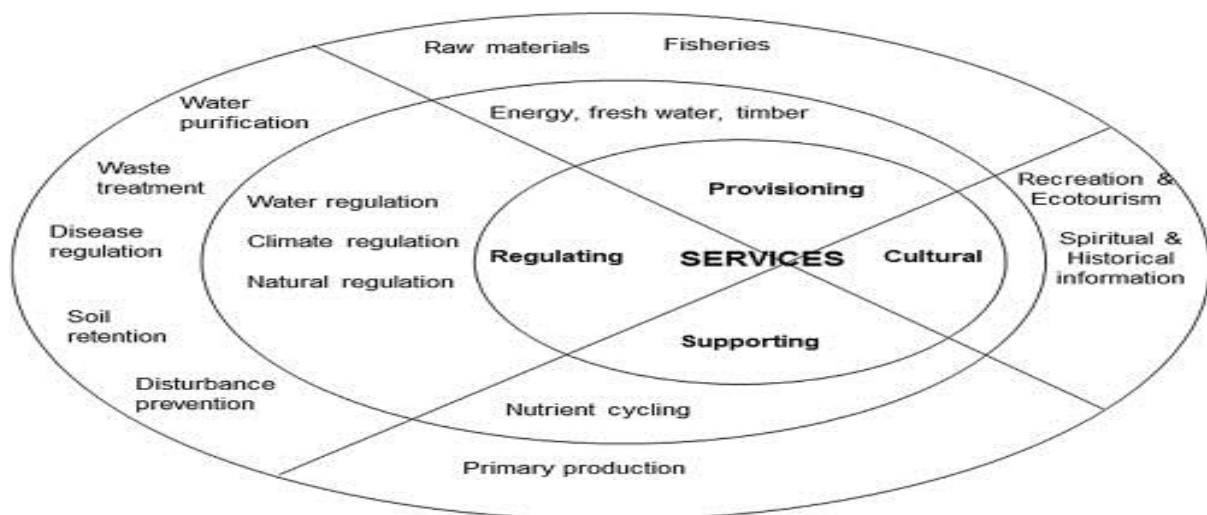 Raw materials
Fisheries
Water
purification
Energy, fresh water, timber
Waste
treatment
Provisioning
Recreation &
Ecotourism
Water regulation
Disease
regulation
Climate regulation
Regulating
SERVICES
Cultural
Spiritual &
Historical
information
Natural regulation
Soil
retention
Supporting
Disturbance
prevention
Nutrient cycling
Primary production